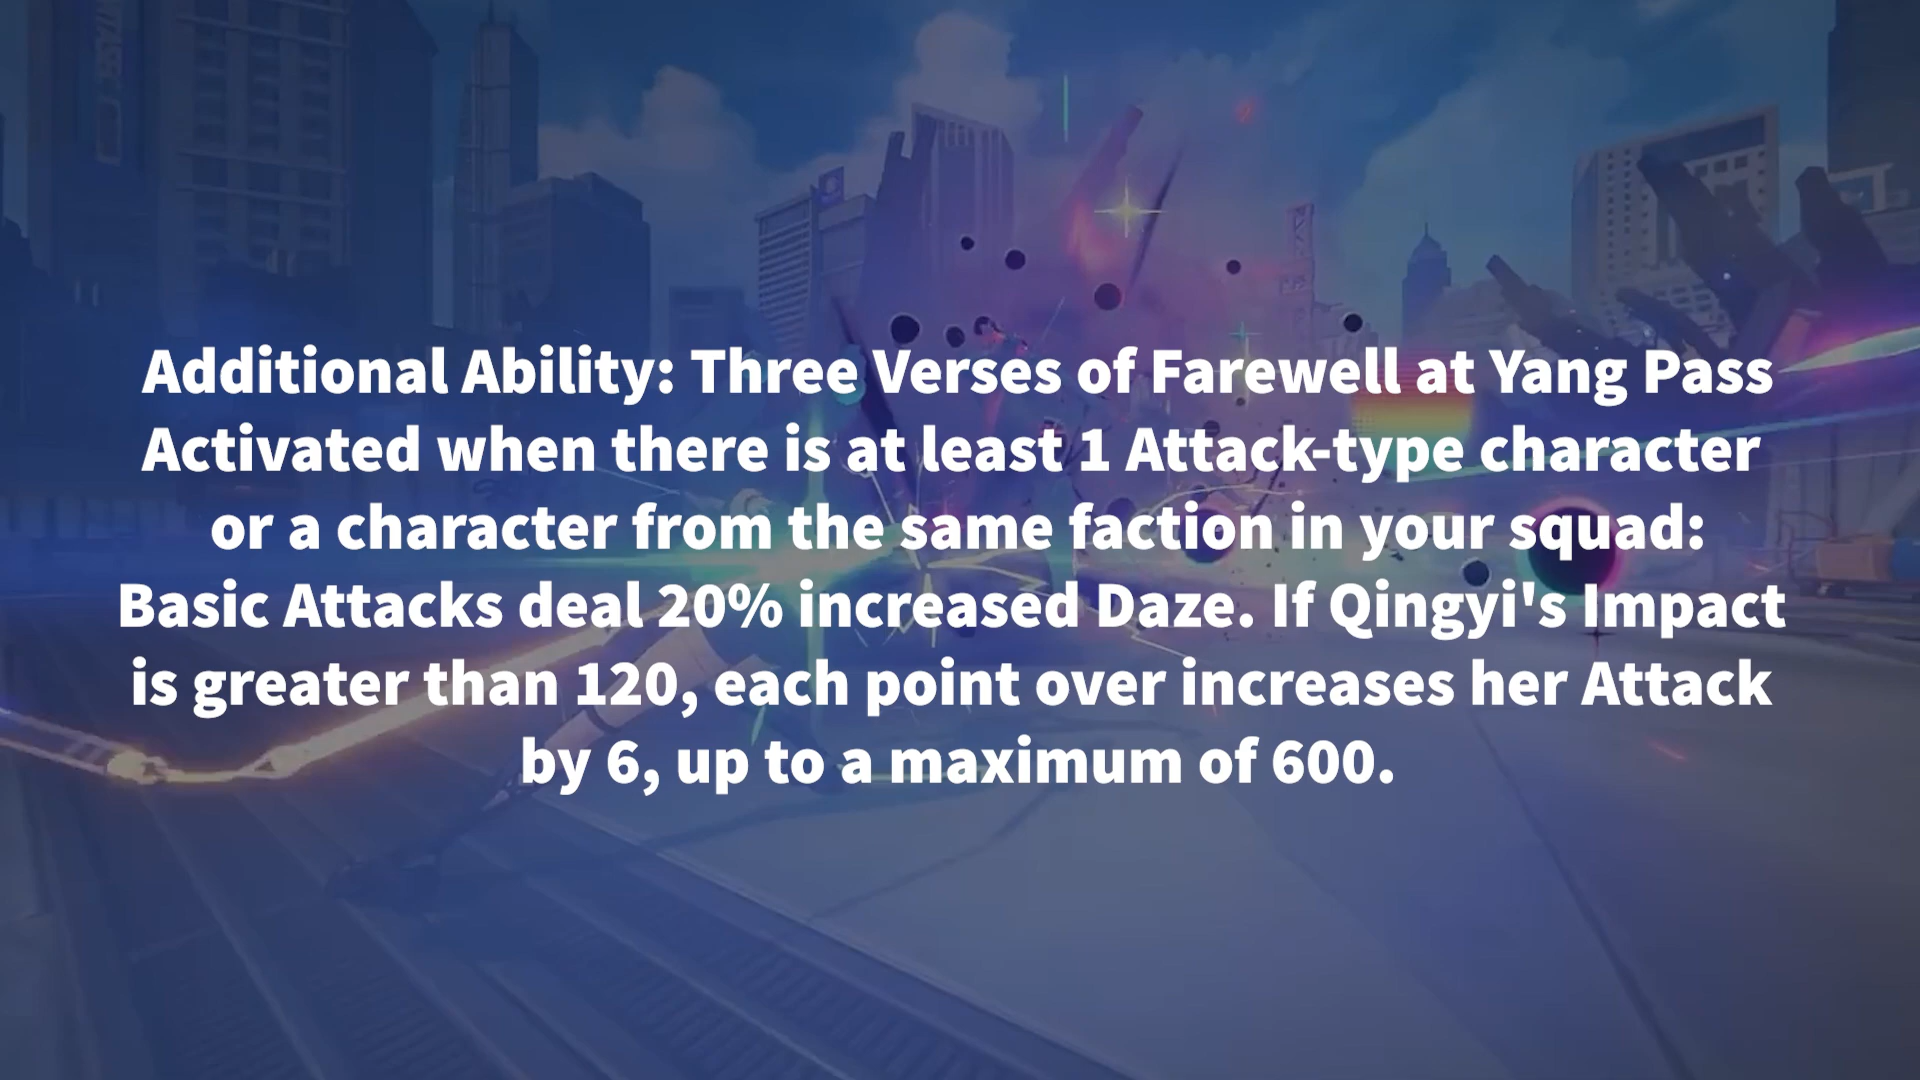 Additional Ability: Three Verses of Farewell at Yang Pass
Activated when there is at least 1 Attack-type character
or a character from the same faction in your squad:
Basic Attacks deal 20% increased Daze. If Qingyi's Impact
is greater than 120, each point over increases her Attack
by 6, up to a maximum of 600.